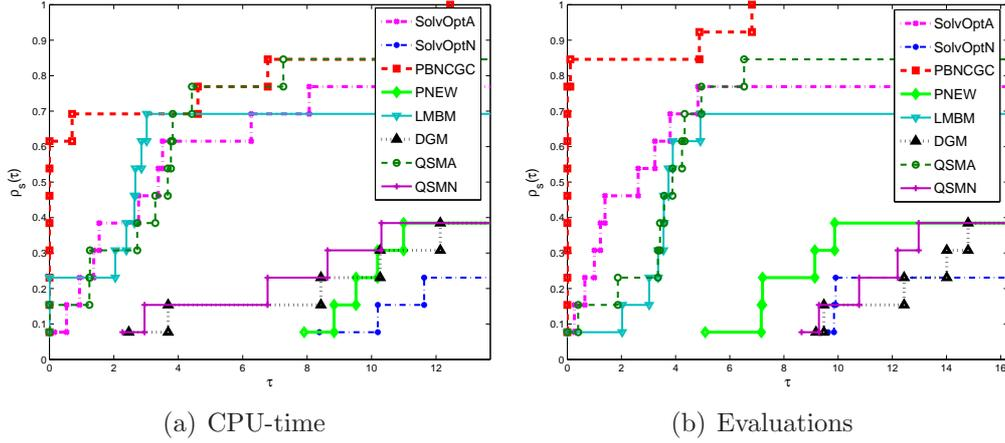 1
0.9
0.8
0.7
0.6
0.5
0.4
0.3
0.2
0.1
0
ρs(τ)
0 2 4 6 8 10 12
τ
SolvOptA
SolvOptN
PBNCGC
PNEW
LMBM
DGM
QSMA
QSMN
(a) CPU-time
1
0.9
0.8
0.7
0.6
0.5
0.4
0.3
0.2
0.1
0
ρs(τ)
0 2 4 6 8 10 12 14 16
τ
SolvOptA
SolvOptN
PBNCGC
PNEW
LMBM
DGM
QSMA
QSMN
(b) Evaluations